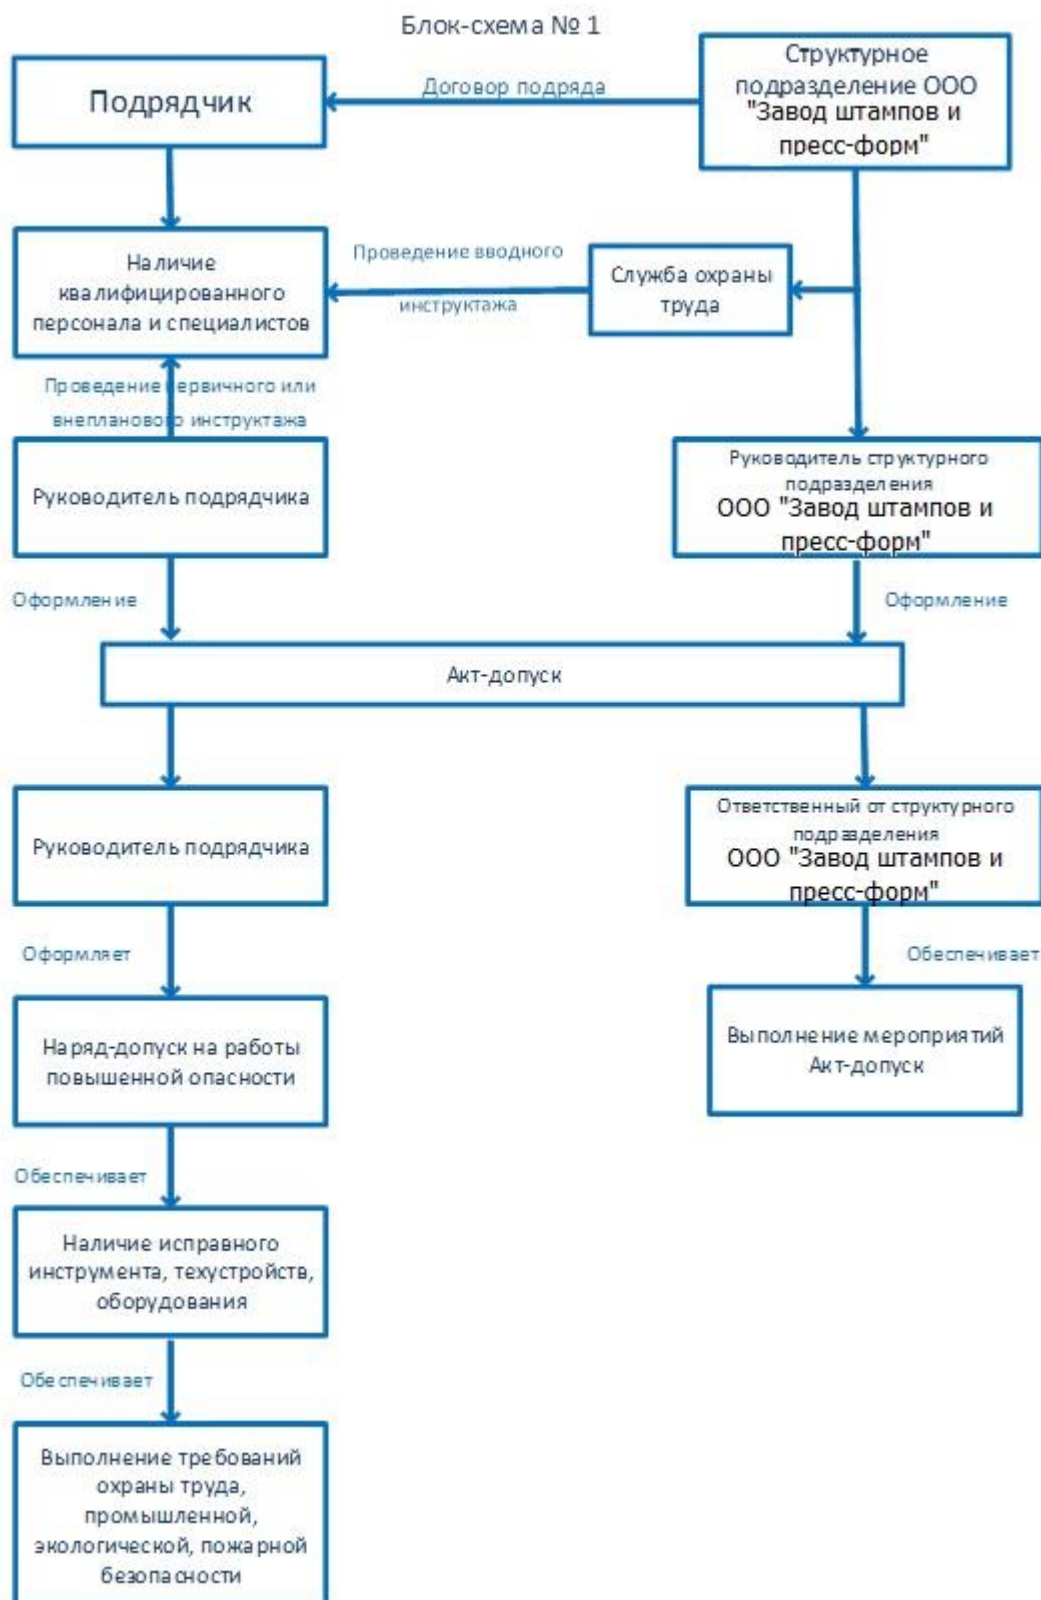 Блок-схема № 1
Подрядчик
Договор подряда
Структурное
подразделение ООО
"Завод штампов и
пресс-форм"
Наличие
квалифицированного
персонала и специалистов
Проведение вводного
инструктажа
Служба охраны
труда
Проведение первичного или
внепланового инструктажа
Руководитель подрядчика
Руководитель структурного
подразделения
ООО "Завод штампов и
пресс-форм"
Оформление
Оформление
Акт-допуск
Руководитель подрядчика
Ответственный от структурного
подразделения
ООО "Завод штампов и
пресс-форм"
Оформляет
Обеспечивает
Наряд-допуск на работы
повышенной опасности
Выполнение мероприятий
Акт-допуск
Обеспечивает
Наличие исправного
инструмента, техустройств,
оборудования
Обеспечивает
Выполнение требований
охраны труда,
промышленной,
экологической, пожарной
безопасности